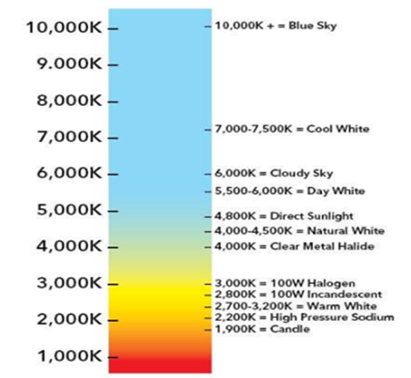 10,000K
10,000K + = Blue Sky
9.000K
8,000K
7,000K
7,000-7,500K = Cool White
6,000K
6,000K = Cloudy Sky
5,500-6,000K = Day White
5,000K
4,800K = Direct Sunlight
4,000-4,500K = Natural White
4,000K
4,000K = Clear Metal Halide
3,000K
3,000K = 100W Halogen
2,800K = 100W Incandescent
2,700-3,200K = Warm White
2,000K
2,200K = High Pressure Sodium
1,900K = Candle
1,000K